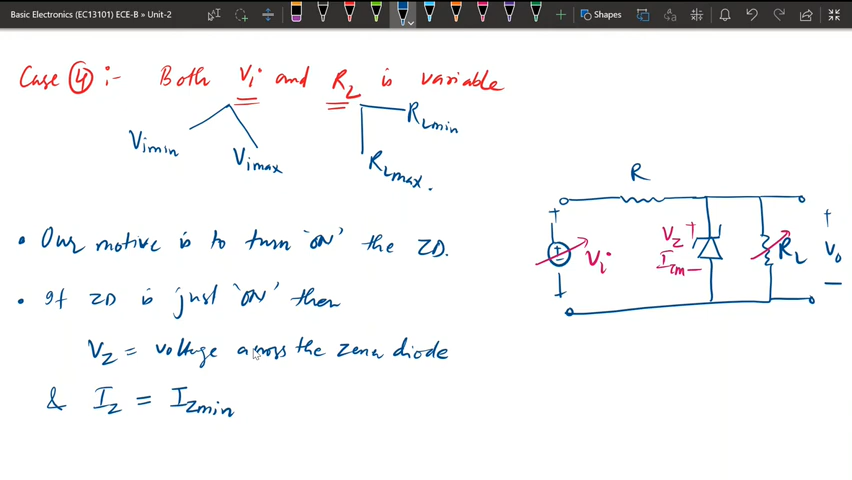 Basic Electronics (EC13101) ECE-B » Unit-2
Shapes
Case ④ :- Both Vi and RL is variable
Vimin
Vimax
RLmin
RLmax.
R
+
+
Vi
VZ +
Izm −
RL
+
Vo
−
• Our motive is to turn 'ON' the ZD.
• If ZD is just 'ON' then
VZ = voltage across the zener diode
& IZ = IZmin